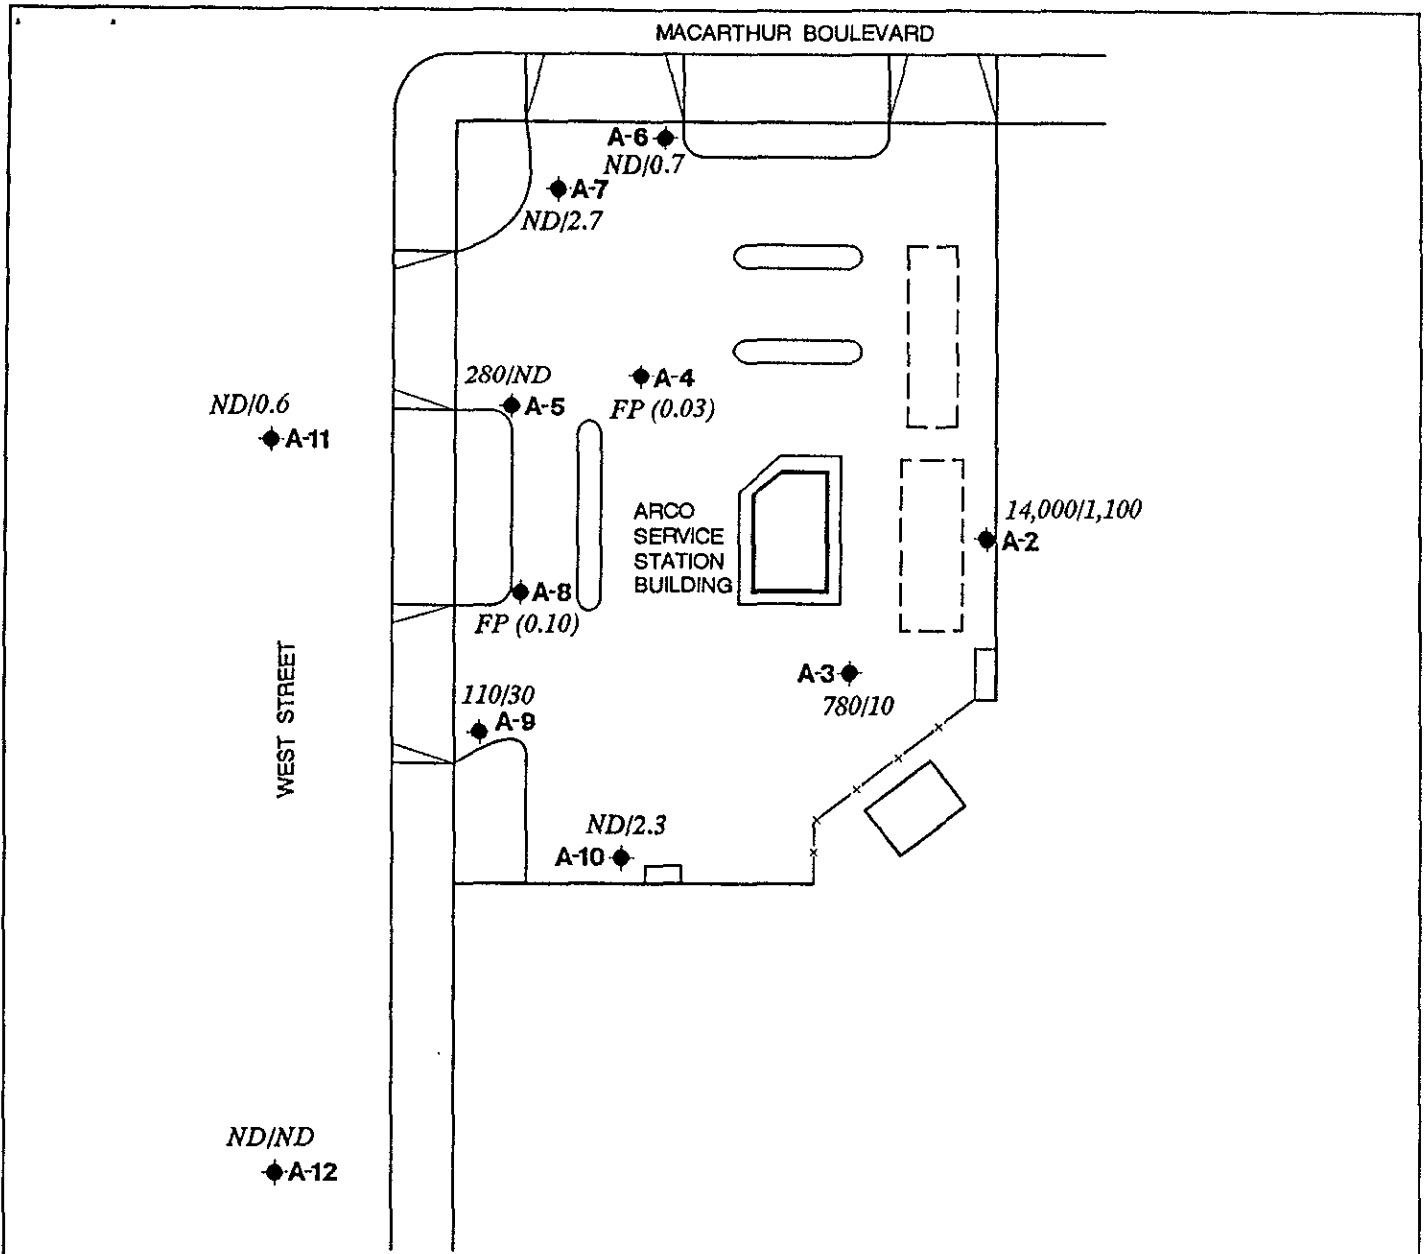 MACARTHUR BOULEVARD
A-6
ND/0.7
A-7
ND/2.7
280/ND
A-5
A-4
FP (0.03)
ND/0.6
A-11
ARCO
SERVICE
STATION
BUILDING
14,000/1,100
A-2
A-8
FP (0.10)
WEST STREET
A-3
780/10
110/30
A-9
ND/2.3
A-10
ND/ND
A-12